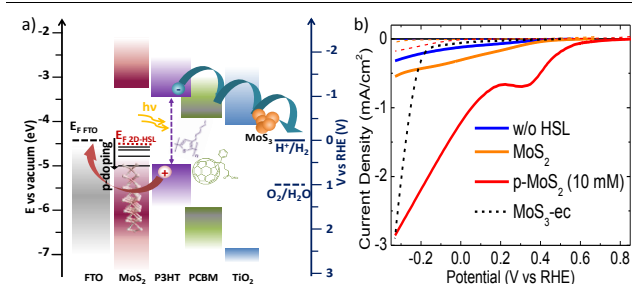 a)
E vs vacuum (eV)
-2
-3
-4
-5
-6
-7
E_F FTO
E_F 2D-HSL
p-doping
hν
-
+
MoS₃
H⁺/H₂
O₂/H₂O
-2
-1
0
1
2
3
V vs RHE (V)
FTO MoS₂ P3HT PCBM TiO₂
b)
Current Density (mA/cm²)
0
-1
-2
-3
w/o HSL
MoS₂
p-MoS₂ (10 mM)
MoS₃-ec
-0.2 0.0 0.2 0.4 0.6 0.8
Potential (V vs RHE)